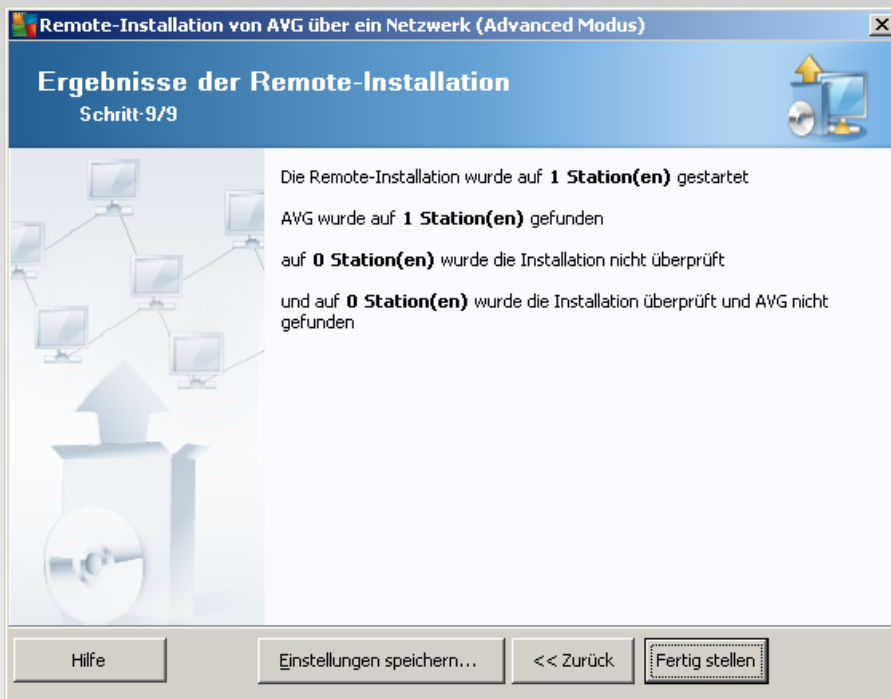 Remote-Installation von AVG über ein Netzwerk (Advanced Modus)
Ergebnisse der Remote-Installation
Schritt-9/9
Die Remote-Installation wurde auf 1 Station(en) gestartet
AVG wurde auf 1 Station(en) gefunden
auf 0 Station(en) wurde die Installation nicht überprüft
und auf 0 Station(en) wurde die Installation überprüft und AVG nicht
gefunden
Hilfe
Einstellungen speichern...
<< Zurück
Fertig stellen